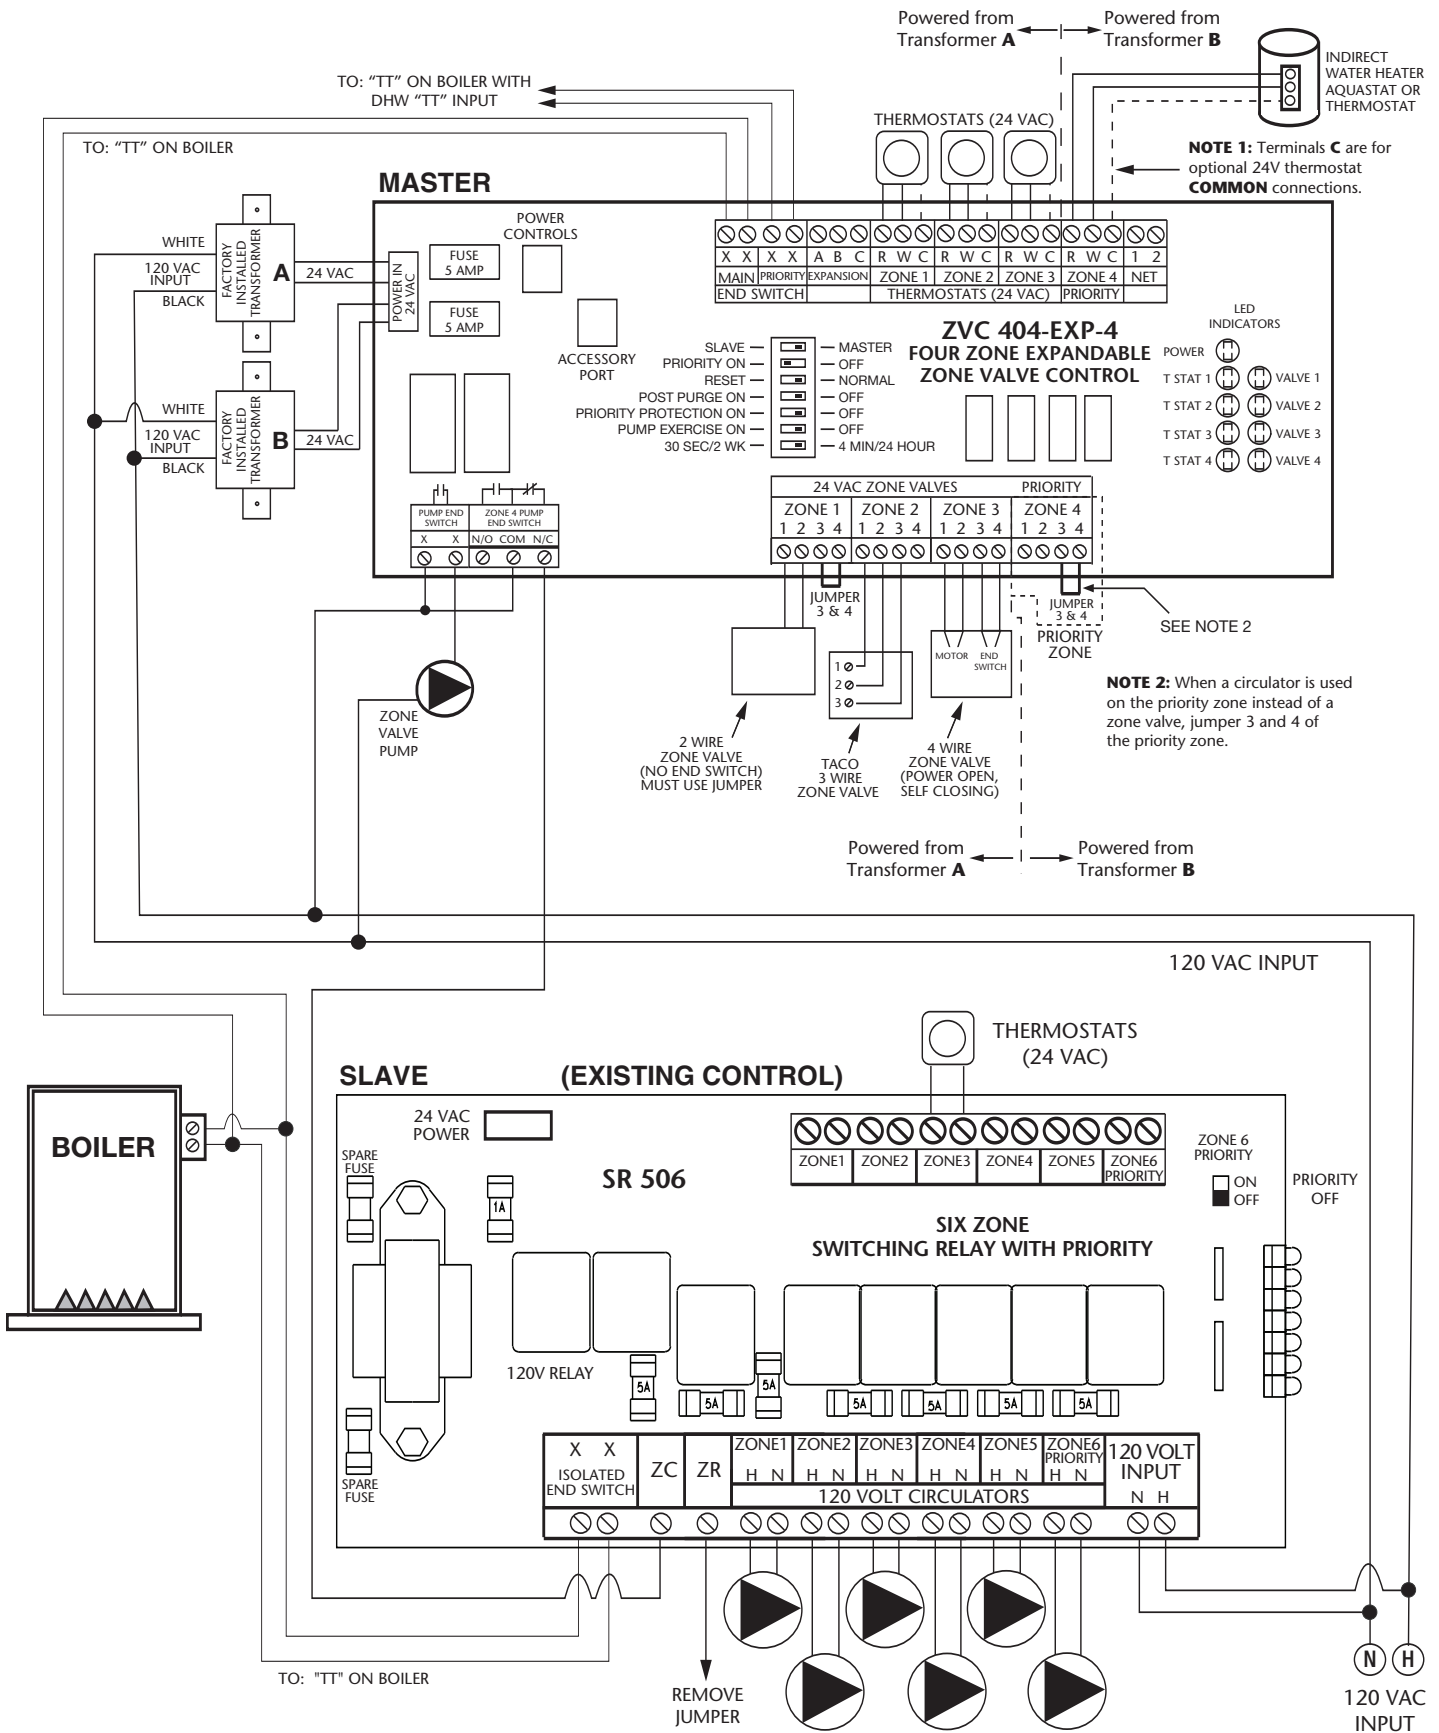 Powered from
Transformer A
Powered from
Transformer B
INDIRECT
WATER HEATER
AQUASTAT OR
THERMOSTAT
TO: “TT” ON BOILER WITH
DHW “TT” INPUT
THERMOSTATS (24 VAC)
TO: “TT” ON BOILER
NOTE 1: Terminals C are for
optional 24V thermostat
COMMON connections.
MASTER
WHITE
120 VAC
INPUT
BLACK
FACTORY
INSTALLED
TRANSFORMER
A
24 VAC
POWER IN
24 VAC
FUSE
5 AMP
FUSE
5 AMP
POWER
CONTROLS
ACCESSORY
PORT
X X X X A B C R W C R W C R W C R W C 1 2
MAIN PRIORITY EXPANSION ZONE 1 ZONE 2 ZONE 3 ZONE 4 NET
END SWITCH THERMOSTATS (24 VAC) PRIORITY
ZVC 404-EXP-4
FOUR ZONE EXPANDABLE
ZONE VALVE CONTROL
LED
INDICATORS
POWER
T STAT 1 VALVE 1
T STAT 2 VALVE 2
T STAT 3 VALVE 3
T STAT 4 VALVE 4
SLAVE MASTER
PRIORITY ON OFF
RESET NORMAL
POST PURGE ON OFF
PRIORITY PROTECTION ON OFF
PUMP EXERCISE ON OFF
30 SEC/2 WK 4 MIN/24 HOUR
WHITE
120 VAC
INPUT
BLACK
FACTORY
INSTALLED
TRANSFORMER
B
24 VAC
PUMP END
SWITCH
X X
ZONE 4 PUMP
END SWITCH
N/O COM N/C
24 VAC ZONE VALVES PRIORITY
ZONE 1 ZONE 2 ZONE 3 ZONE 4
1 2 3 4 1 2 3 4 1 2 3 4 1 2 3 4
JUMPER
3 & 4
JUMPER
3 & 4
PRIORITY
ZONE
SEE NOTE 2
1
2
3
MOTOR
END
SWITCH
NOTE 2: When a circulator is used
on the priority zone instead of a
zone valve, jumper 3 and 4 of
the priority zone.
ZONE
VALVE
PUMP
2 WIRE
ZONE VALVE
(NO END SWITCH)
MUST USE JUMPER
TACO
3 WIRE
ZONE VALVE
4 WIRE
ZONE VALVE
(POWER OPEN,
SELF CLOSING)
Powered from
Transformer A
Powered from
Transformer B
120 VAC INPUT
THERMOSTATS
(24 VAC)
SLAVE (EXISTING CONTROL)
BOILER
24 VAC
POWER
SPARE
FUSE
1A
SR 506
ZONE1 ZONE2 ZONE3 ZONE4 ZONE5 ZONE6
PRIORITY
ZONE 6
PRIORITY
ON
OFF
PRIORITY
OFF
SIX ZONE
SWITCHING RELAY WITH PRIORITY
120V RELAY
5A
5A
5A
5A
5A
5A
5A
SPARE
FUSE
X X
ISOLATED
END SWITCH
ZC
ZR
ZONE1 ZONE2 ZONE3 ZONE4 ZONE5 ZONE6
PRIORITY
H N H N H N H N H N H N
120 VOLT CIRCULATORS
120 VOLT
INPUT
N H
TO: "TT" ON BOILER
REMOVE
JUMPER
N H
120 VAC
INPUT